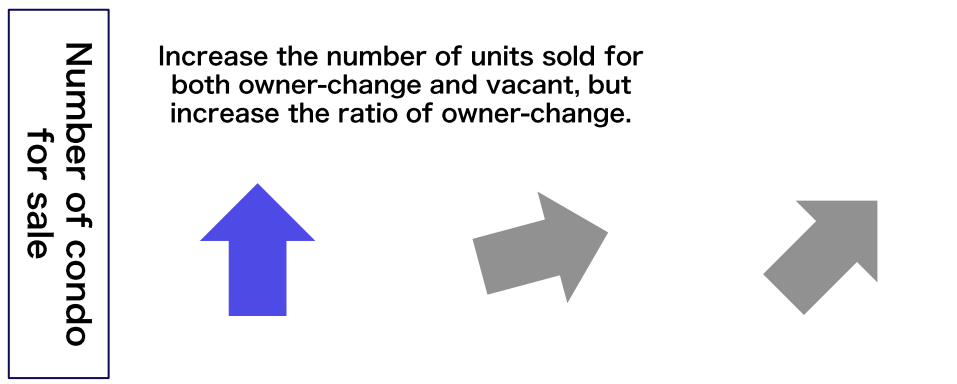 Number of condo
for sale
Increase the number of units sold for
both owner-change and vacant, but
increase the ratio of owner-change.